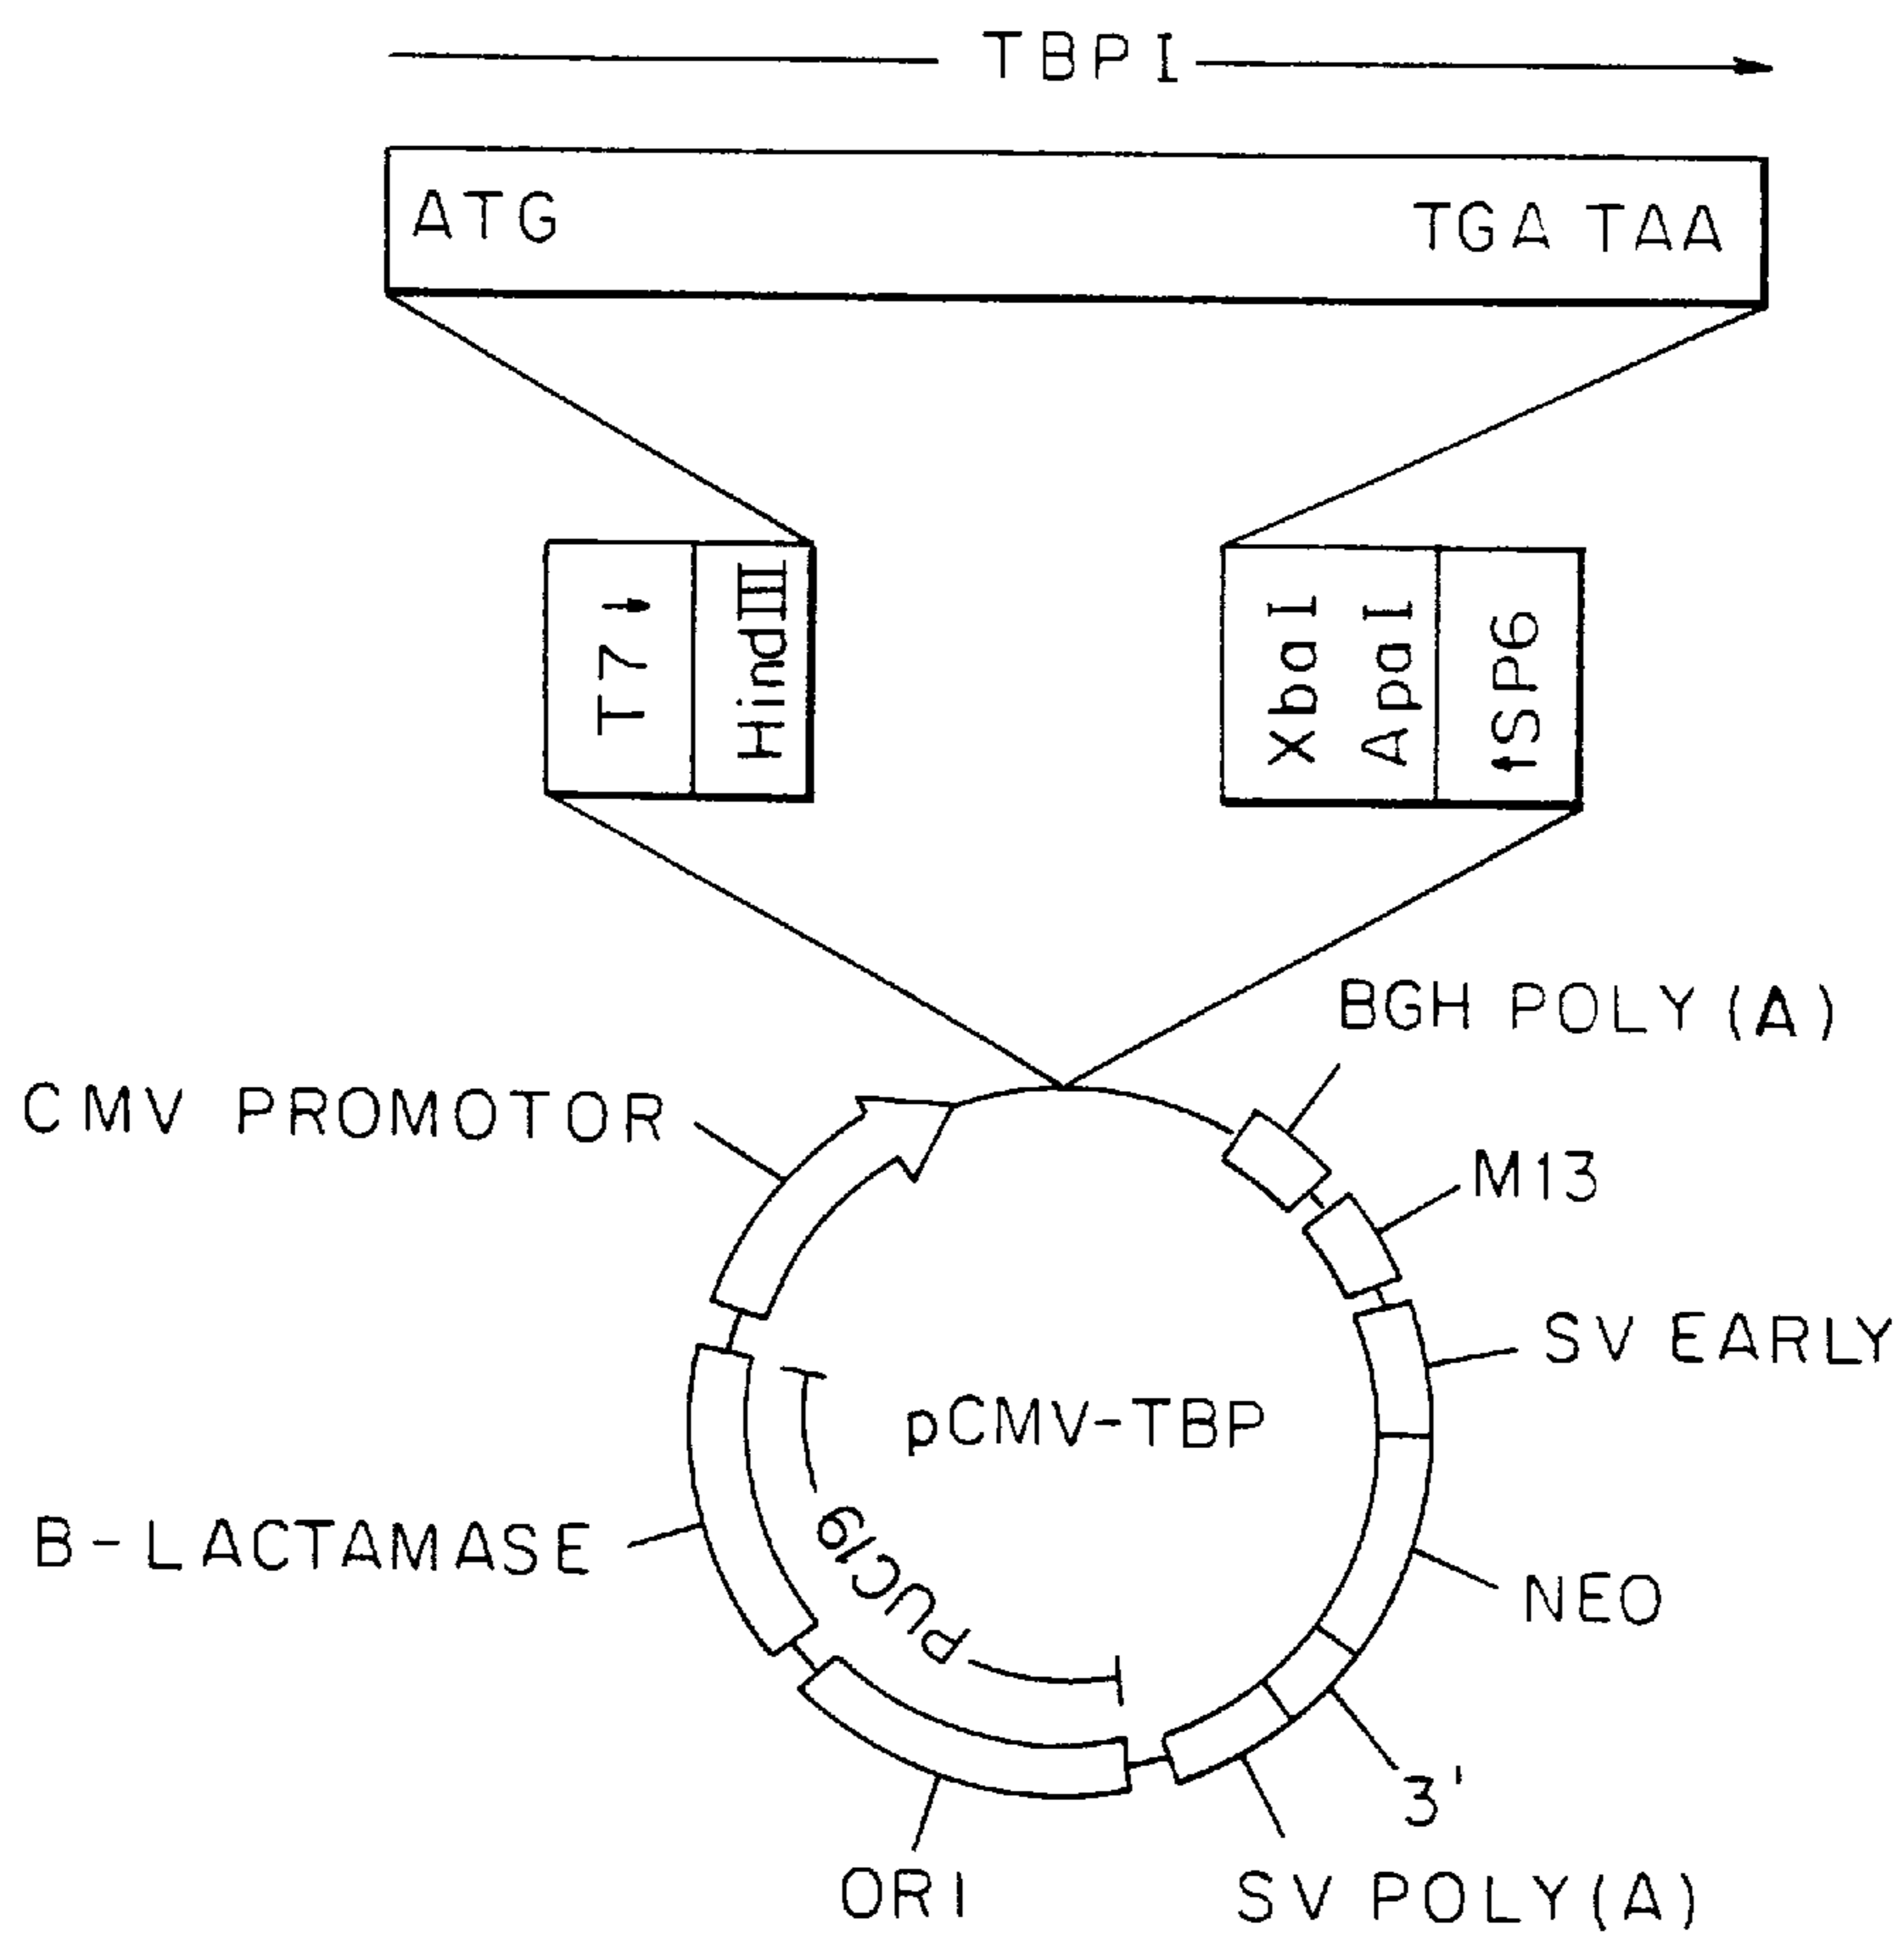 TBPI
ATG
TGA TAA
T7
HindIII
XbaI
ApaI
SP6
BGH POLY (A)
CMV PROMOTOR
M13
SV EARLY
pCMV-TBP
PUC19
B-LACTAMASE
NEO
3'
ORI
SV POLY(A)